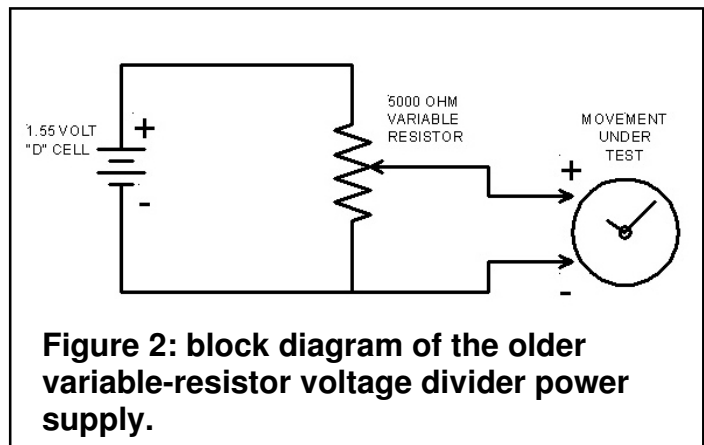 1.55 VOLT
"D" CELL
+
-
5000 OHM
VARIABLE
RESISTOR
MOVEMENT
UNDER
TEST
+
-
Figure 2: block diagram of the older
variable-resistor voltage divider power
supply.